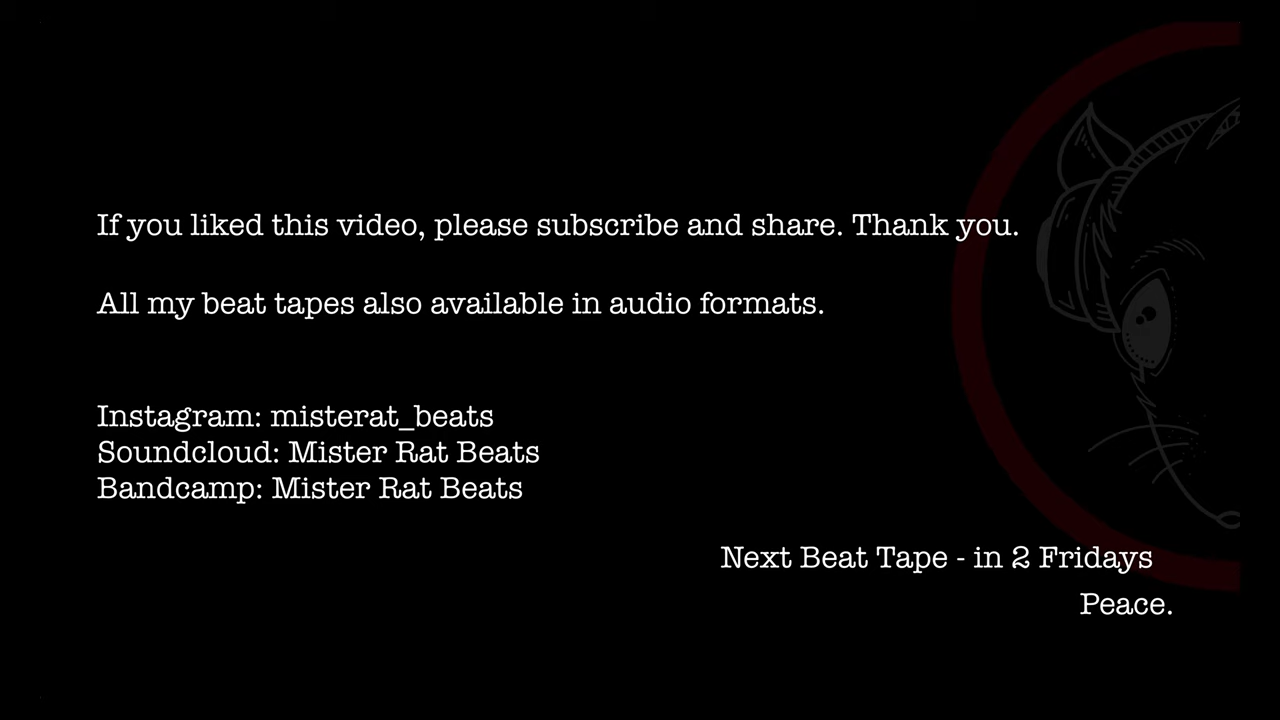 If you liked this video, please subscribe and share. Thank you.
All my beat tapes also available in audio formats.
Instagram: misterat_beats
Soundcloud: Mister Rat Beats
Bandcamp: Mister Rat Beats
Next Beat Tape - in 2 Fridays
Peace.